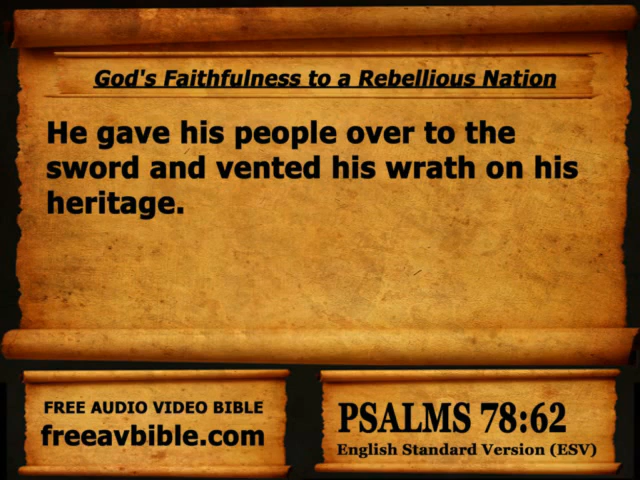 God's Faithfulness to a Rebellious Nation
He gave his people over to the
sword and vented his wrath on his
heritage.
FREE AUDIO VIDEO BIBLE
freeavbible.com
PSALMS 78:62
English Standard Version (ESV)